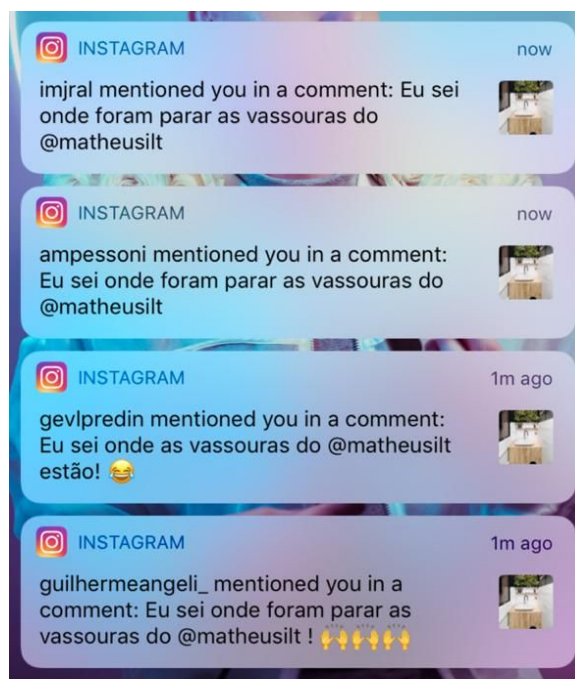 INSTAGRAM now
imjral mentioned you in a comment: Eu sei
onde foram parar as vassouras do
@matheusilt
INSTAGRAM now
ampessoni mentioned you in a comment:
Eu sei onde foram parar as vassouras do
@matheusilt
INSTAGRAM 1m ago
gevlpredin mentioned you in a comment:
Eu sei onde as vassouras do @matheusilt
estão! 😂
INSTAGRAM 1m ago
guilhermeangeli_ mentioned you in a
comment: Eu sei onde foram parar as
vassouras do @matheusilt ! 🙌🙌🙌